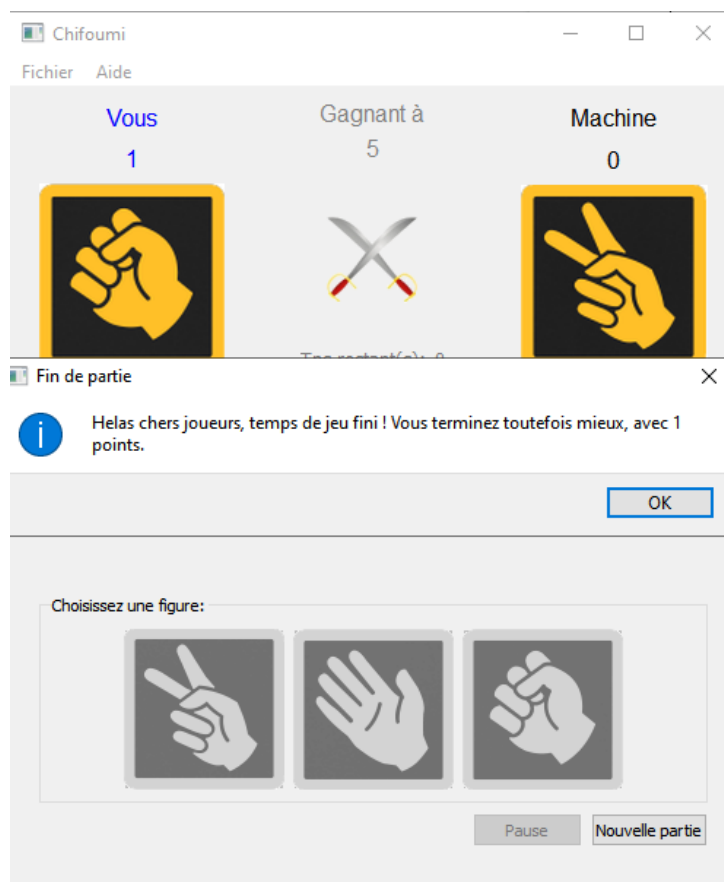 Chifoumi
Fichier Aide
Vous Gagnant à Machine
1 5 0
Fin de partie
Helas chers joueurs, temps de jeu fini ! Vous terminez toutefois mieux, avec 1
points.
OK
Choisissez une figure:
Pause Nouvelle partie